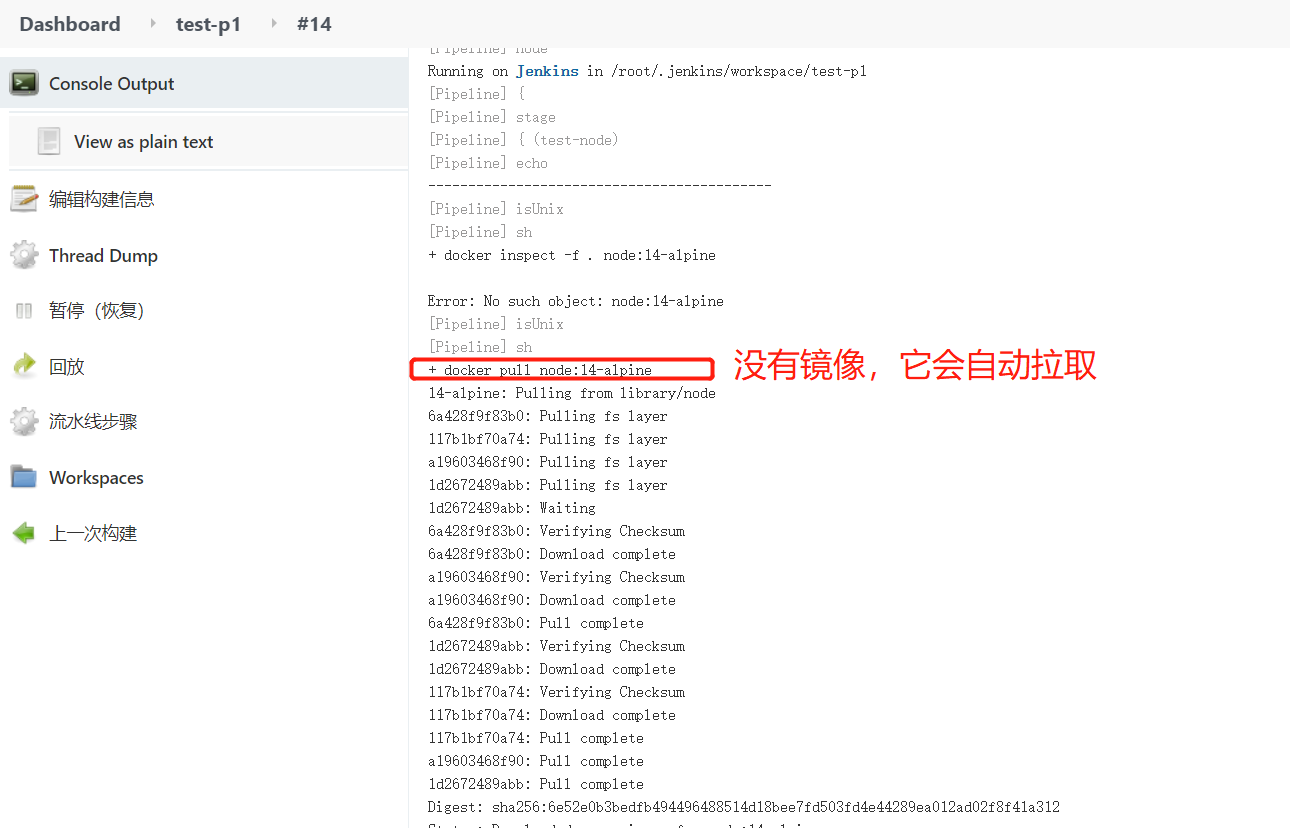 Dashboard test-p1 #14
Console Output
View as plain text
编辑构建信息
Thread Dump
暂停（恢复）
回放
流水线步骤
Workspaces
上一次构建
[Pipeline] node
Running on Jenkins in /root/.jenkins/workspace/test-p1
[Pipeline] {
[Pipeline] stage
[Pipeline] { (test-node)
[Pipeline] echo
-------------------------------------------
[Pipeline] isUnix
[Pipeline] sh
+ docker inspect -f . node:14-alpine
Error: No such object: node:14-alpine
[Pipeline] isUnix
[Pipeline] sh
+ docker pull node:14-alpine
没有镜像，它会自动拉取
14-alpine: Pulling from library/node
6a428f9f83b0: Pulling fs layer
117b1bf70a74: Pulling fs layer
a19603468f90: Pulling fs layer
1d2672489abb: Pulling fs layer
1d2672489abb: Waiting
6a428f9f83b0: Verifying Checksum
6a428f9f83b0: Download complete
a19603468f90: Verifying Checksum
a19603468f90: Download complete
6a428f9f83b0: Pull complete
1d2672489abb: Verifying Checksum
1d2672489abb: Download complete
117b1bf70a74: Verifying Checksum
117b1bf70a74: Download complete
117b1bf70a74: Pull complete
a19603468f90: Pull complete
1d2672489abb: Pull complete
Digest: sha256:6e52e0b3bedfb494496488514d18bee7fd503fd4e44289ea012ad02f8f41a312